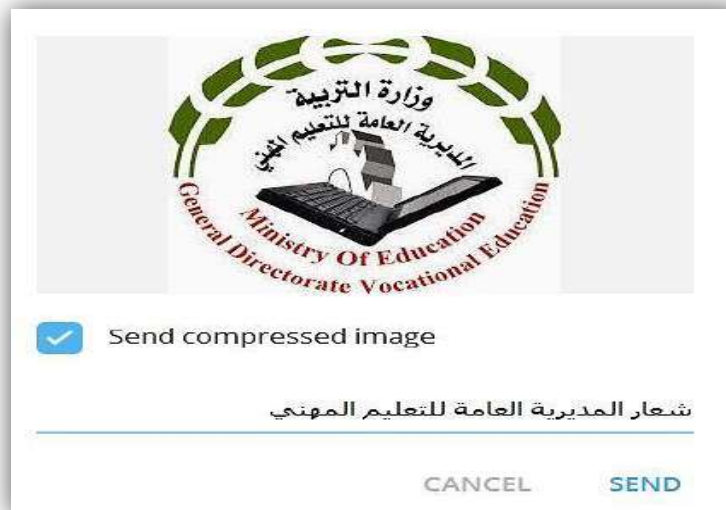 وزارة التربية
المديرية العامة للتعليم المهني
Ministry Of Education
General Directorate Vocational Education
Send compressed image
شعار المديرية العامة للتعليم المهني
CANCEL
SEND